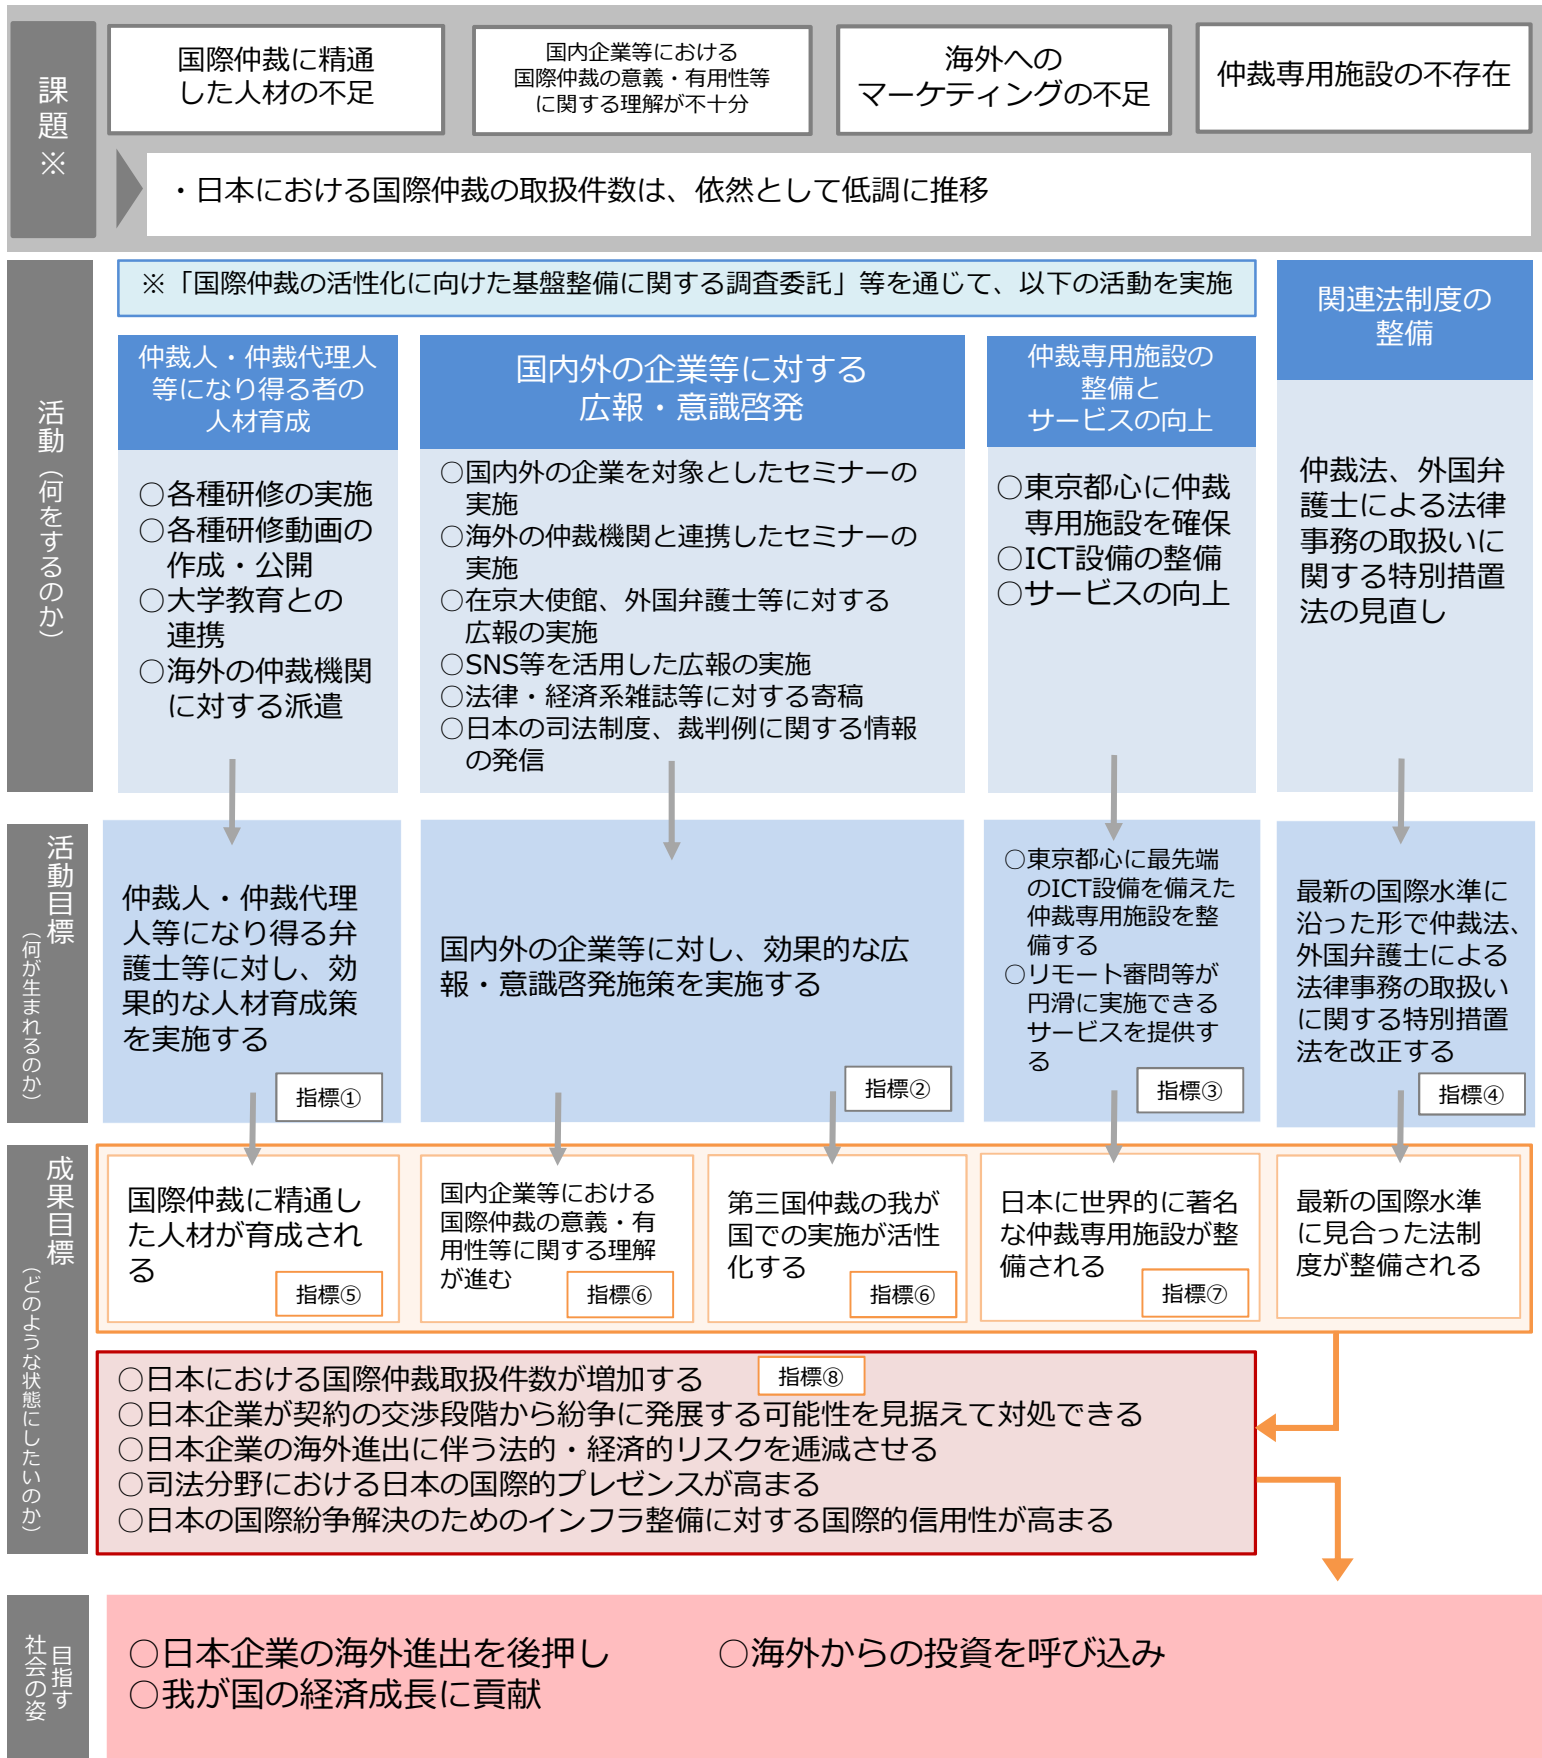 課題※
国際仲裁に精通
した人材の不足
国内企業等における
国際仲裁の意義・有用性等
に関する理解が不十分
海外への
マーケティングの不足
仲裁専用施設の不存在
・日本における国際仲裁の取扱件数は、依然として低調に推移
活動（何をするのか）
※「国際仲裁の活性化に向けた基盤整備に関する調査委託」等を通じて、以下の活動を実施
仲裁人・仲裁代理人
等になり得る者の
人材育成
○各種研修の実施
○各種研修動画の
作成・公開
○大学教育との
連携
○海外の仲裁機関
に対する派遣
国内外の企業等に対する
広報・意識啓発
○国内外の企業を対象としたセミナーの
実施
○海外の仲裁機関と連携したセミナーの
実施
○在京大使館、外国弁護士等に対する
広報の実施
○SNS等を活用した広報の実施
○法律・経済系雑誌等に対する寄稿
○日本の司法制度、裁判例に関する情報
の発信
仲裁専用施設の
整備と
サービスの向上
○東京都心に仲裁
専用施設を確保
○ICT設備の整備
○サービスの向上
関連法制度の
整備
仲裁法、外国弁
護士による法律
事務の取扱いに
関する特別措置
法の見直し
活動目標
（何が生まれるのか）
仲裁人・仲裁代理
人等になり得る弁
護士等に対し、効
果的な人材育成策
を実施する
指標①
国内外の企業等に対し、効果的な広
報・意識啓発施策を実施する
指標②
○東京都心に最先端
のICT設備を備えた
仲裁専用施設を整
備する
○リモート審問等が
円滑に実施できる
サービスを提供す
る
指標③
最新の国際水準に
沿った形で仲裁法、
外国弁護士による
法律事務の取扱い
に関する特別措置
法を改正する
指標④
成果目標
（どのような状態にしたいのか）
国際仲裁に精通し
た人材が育成され
る
指標⑤
国内企業等における
国際仲裁の意義・有
用性等に関する理解
が進む
指標⑥
第三国仲裁の我が
国での実施が活性
化する
指標⑥
日本に世界的に著名
な仲裁専用施設が整
備される
指標⑦
最新の国際水準
に見合った法制
度が整備される
○日本における国際仲裁取扱件数が増加する
指標⑧
○日本企業が契約の交渉段階から紛争に発展する可能性を見据えて対処できる
○日本企業の海外進出に伴う法的・経済的リスクを逓減させる
○司法分野における日本の国際的プレゼンスが高まる
○日本の国際紛争解決のためのインフラ整備に対する国際的信用性が高まる
目指す
社会の姿
○日本企業の海外進出を後押し
○海外からの投資を呼び込み
○我が国の経済成長に貢献